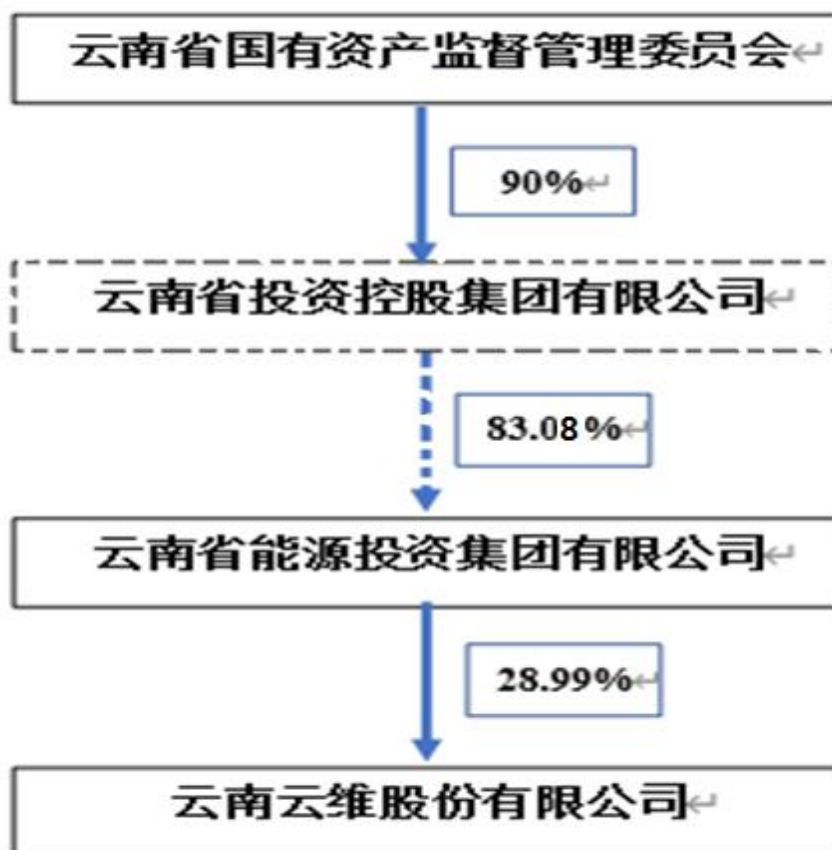 云南省国有资产监督管理委员会
90%
云南省投资控股集团有限公司
83.08%
云南省能源投资集团有限公司
28.99%
云南云维股份有限公司